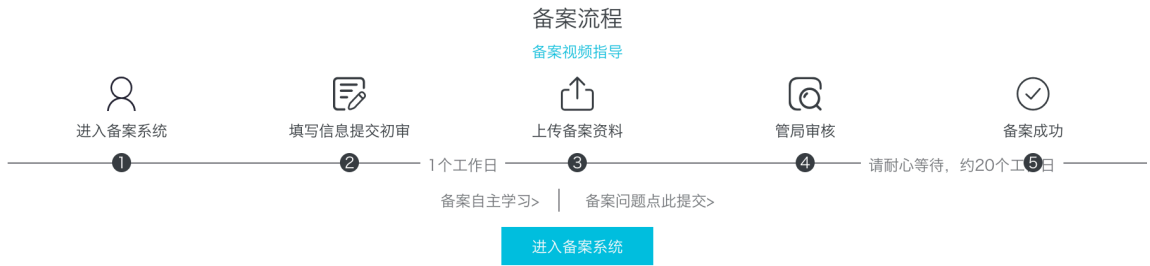 备案流程
备案视频指导
进入备案系统 填写信息提交初审 上传备案资料 管局审核 备案成功
1 2 1个工作日 3 4 请耐心等待，约20个工 5 日
备案自主学习> 备案问题点此提交>
进入备案系统